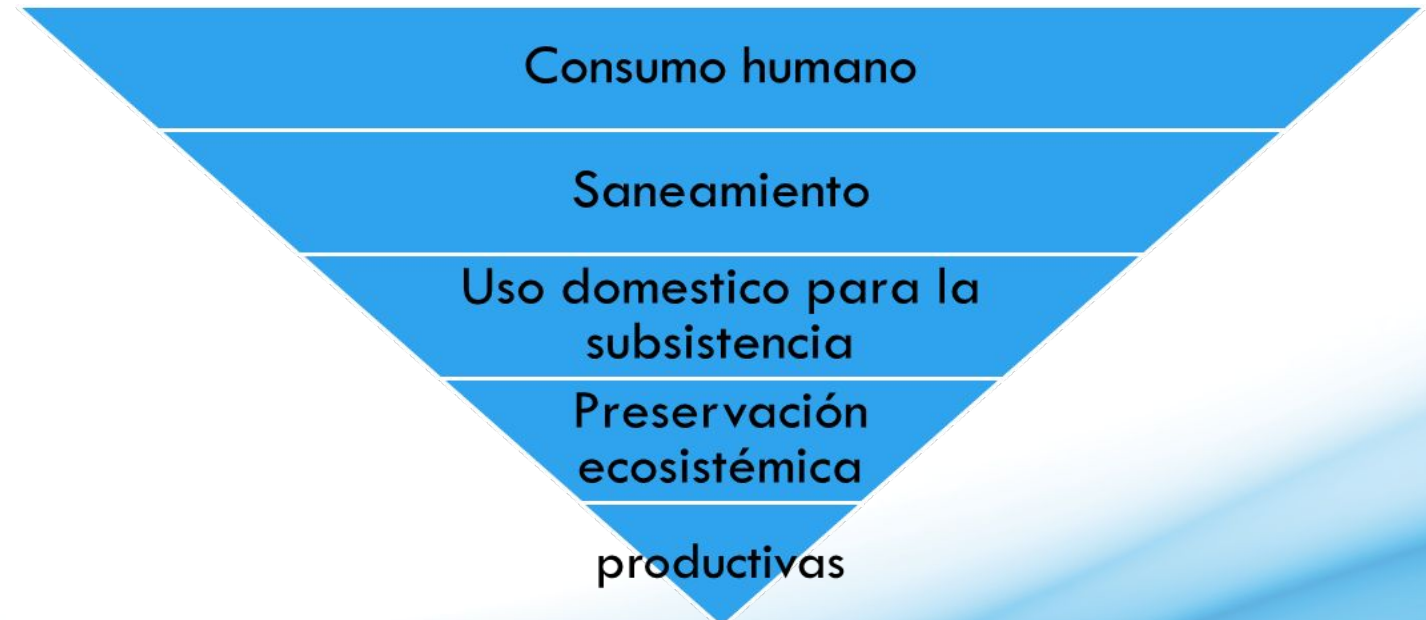 Consumo humano
Saneamiento
Uso domestico para la
subsistencia
Preservación
ecosistémica
productivas